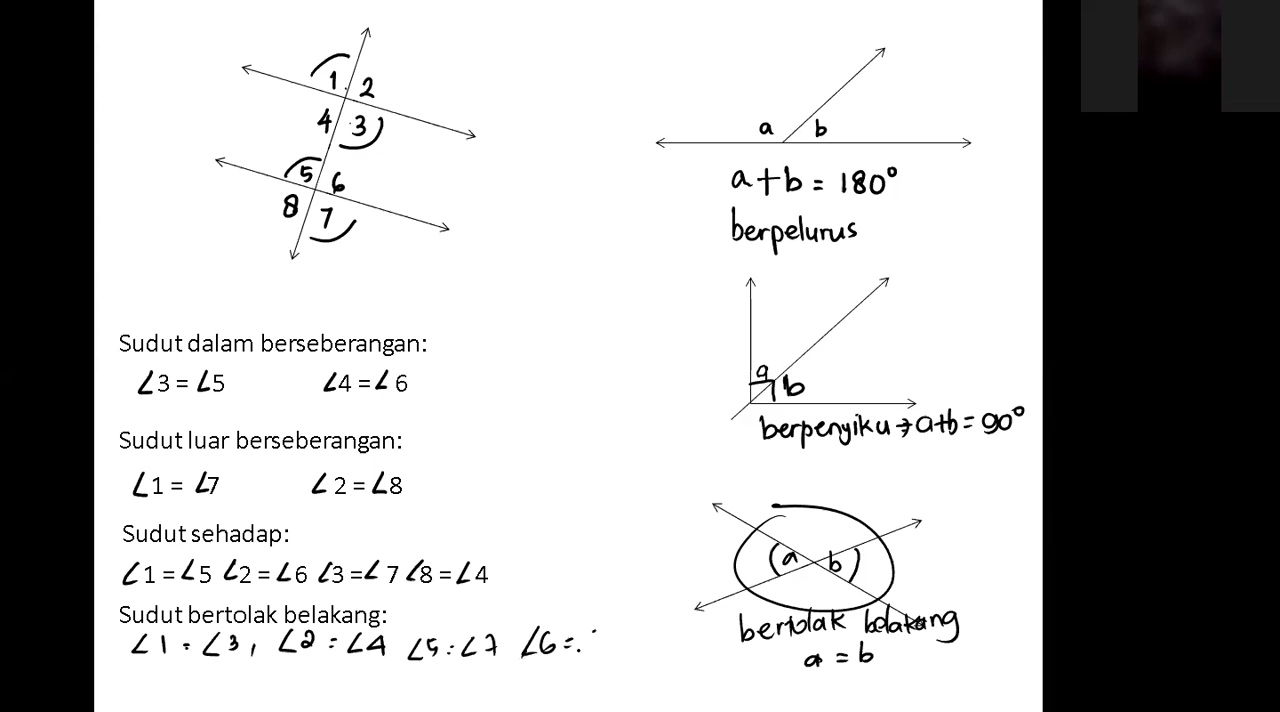 1 2
4 3
5 6
8 7
Sudut dalam berseberangan:
∠3 = ∠5 ∠4 = ∠6
Sudut luar berseberangan:
∠1 = ∠7 ∠2 = ∠8
Sudut sehadap:
∠1 = ∠5 ∠2 = ∠6 ∠3 = ∠7 ∠8 = ∠4
Sudut bertolak belakang:
∠1 = ∠3, ∠2 = ∠4 ∠5 = ∠7 ∠6 =
a b
a + b = 180°
berpelurus
a
b
berpenyiku → a+b = 90°
a b
bertolak belakang
a = b